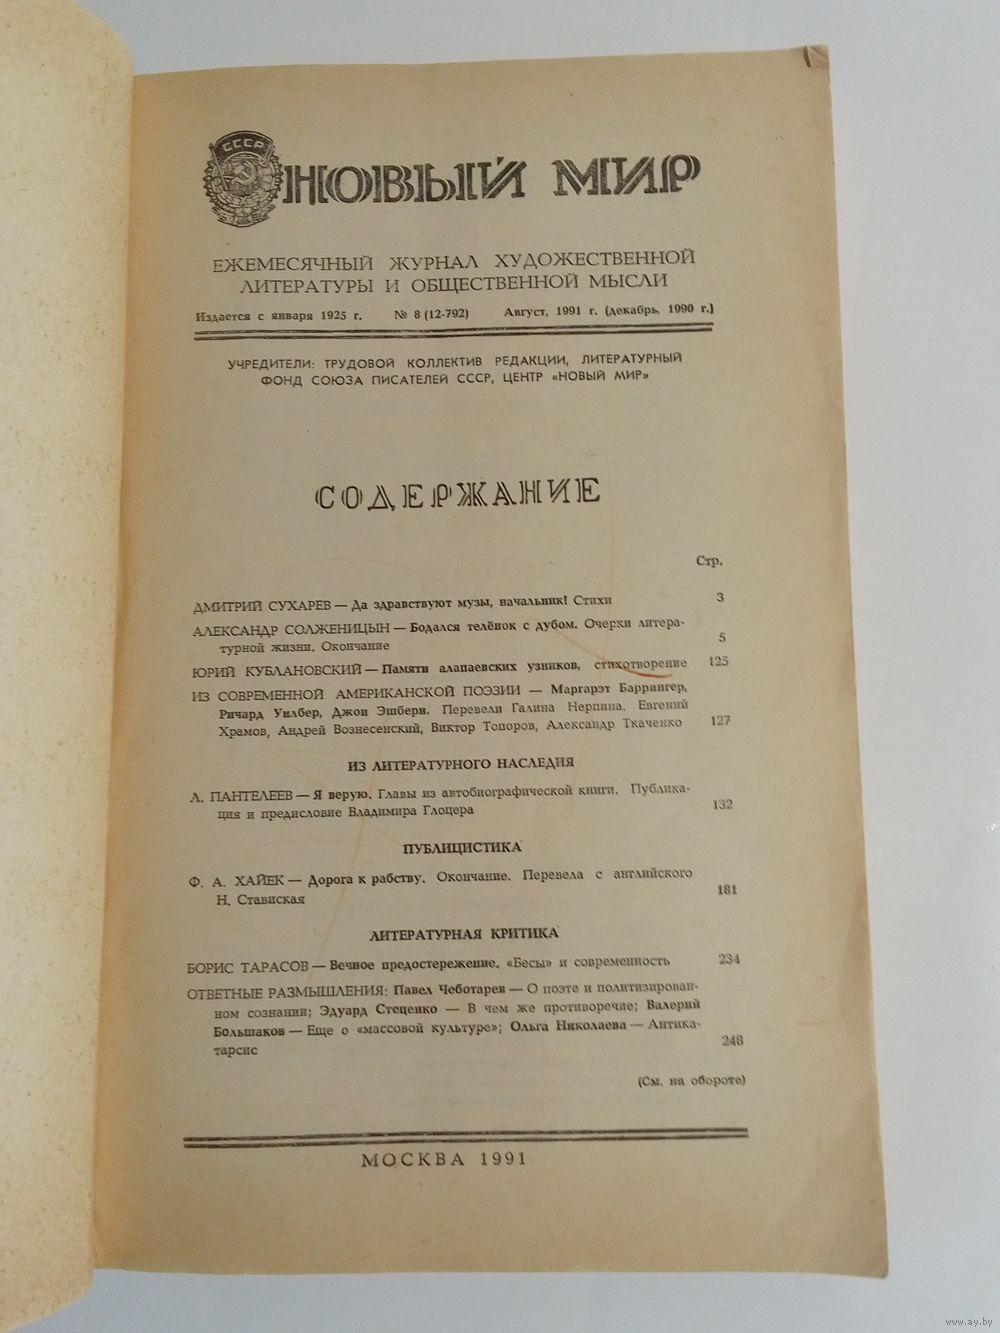 СССР
НОВЫЙ МИР
ЕЖЕМЕСЯЧНЫЙ ЖУРНАЛ ХУДОЖЕСТВЕННОЙ
ЛИТЕРАТУРЫ И ОБЩЕСТВЕННОЙ МЫСЛИ
Издается с января 1925 г. № 8 (12-792) Август, 1991 г. (декабрь, 1990 г.)
УЧРЕДИТЕЛИ: ТРУДОВОЙ КОЛЛЕКТИВ РЕДАКЦИИ, ЛИТЕРАТУРНЫЙ
ФОНД СОЮЗА ПИСАТЕЛЕЙ СССР, ЦЕНТР «НОВЫЙ МИР»
СОДЕРЖАНИЕ
Стр.
ДМИТРИЙ СУХАРЕВ — Да здравствуют музы, начальник! Стихи 3
АЛЕКСАНДР СОЛЖЕНИЦЫН — Бодался телёнок с дубом. Очерки литера-
турной жизни. Окончание 5
ЮРИЙ КУБЛАНОВСКИЙ — Памяти алапаевских узников, стихотворение 125
ИЗ СОВРЕМЕННОЙ АМЕРИКАНСКОЙ ПОЭЗИИ — Маргарэт Баррингер,
Ричард Уилбер, Джон Эшбери. Перевели Галина Нерпина, Евгений
Храмов, Андрей Вознесенский, Виктор Топоров, Александр Ткаченко 127
ИЗ ЛИТЕРАТУРНОГО НАСЛЕДИЯ
Л. ПАНТЕЛЕЕВ — Я верую. Главы из автобиографической книги. Публика-
ция и предисловие Владимира Глоцера 132
ПУБЛИЦИСТИКА
Ф. А. ХАЙЕК — Дорога к рабству. Окончание. Перевела с английского
Н. Ставиская 181
ЛИТЕРАТУРНАЯ КРИТИКА
БОРИС ТАРАСОВ — Вечное предостережение. «Бесы» и современность 234
ОТВЕТНЫЕ РАЗМЫШЛЕНИЯ: Павел Чеботарев — О поэте и политизирован-
ном сознании; Эдуард Стеценко — В чем же противоречие; Валерий
Большаков — Еще о «массовой культуре»; Ольга Николаева — Антика-
тарсис 248
(См. на обороте)
МОСКВА 1991
www.ay.by